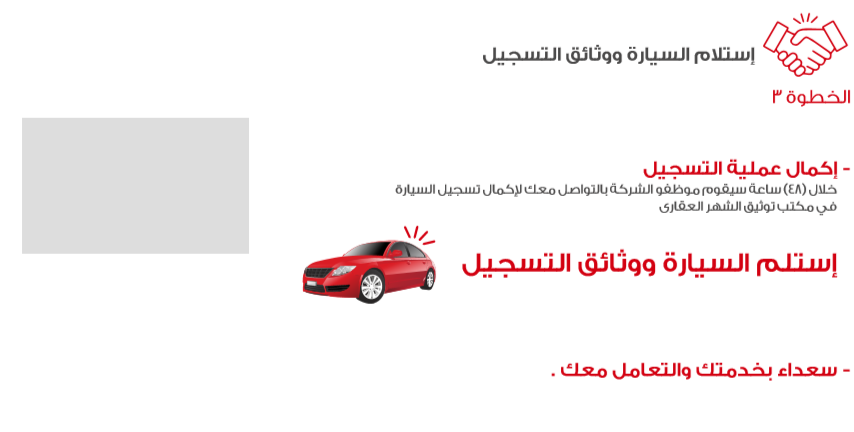 إستلام السيارة ووثائق التسجيل
الخطوة ٣
- إكمال عملية التسجيل
خلال (٤٨) ساعة سيقوم موظفو الشركة بالتواصل معك لإكمال تسجيل السيارة
في مكتب توثيق الشهر العقارى
إستلم السيارة ووثائق التسجيل
- سعداء بخدمتك والتعامل معك .